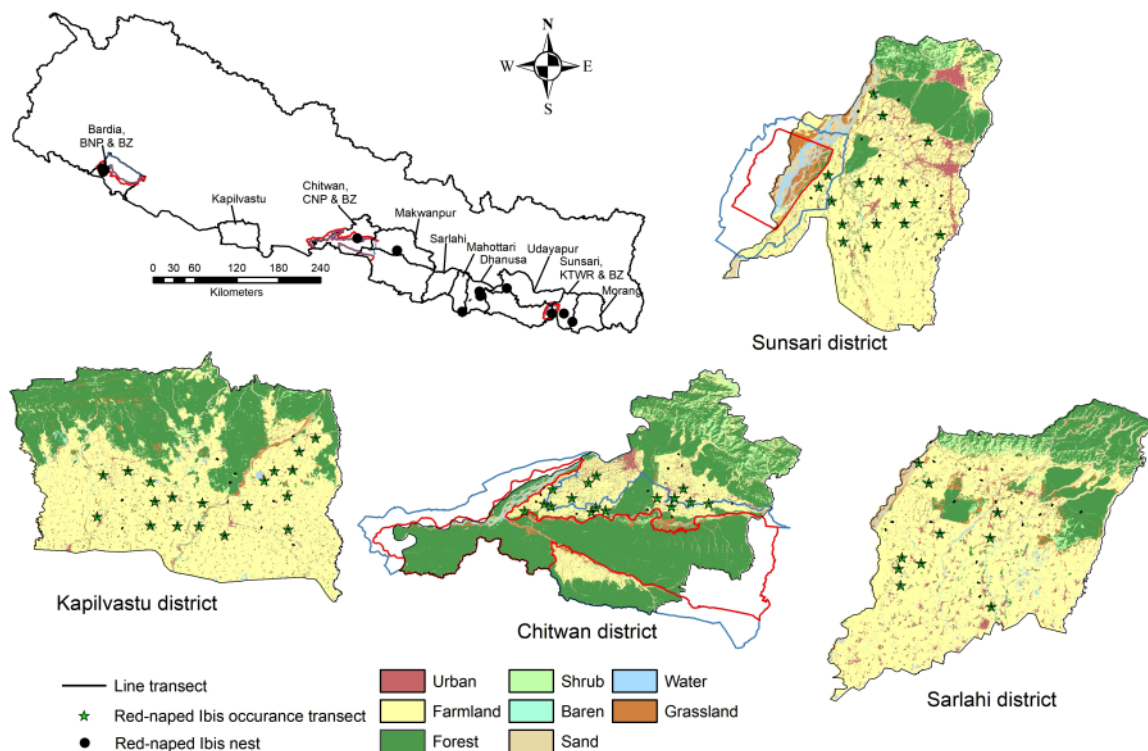 N
W E
S
Bardia,
BNP & BZ
Kapilvastu
Chitwan,
CNP & BZ
Makwanpur
Sarlahi
Mahottari
Dhanusa
Udayapur
Sunsari,
KTWR & BZ
Morang
0 30 60 120 180 240
Kilometers
Sunsari district
Kapilvastu district
Chitwan district
Sarlahi district
Line transect
Red-naped Ibis occurance transect
Red-naped Ibis nest
Urban
Farmland
Forest
Shrub
Baren
Sand
Water
Grassland